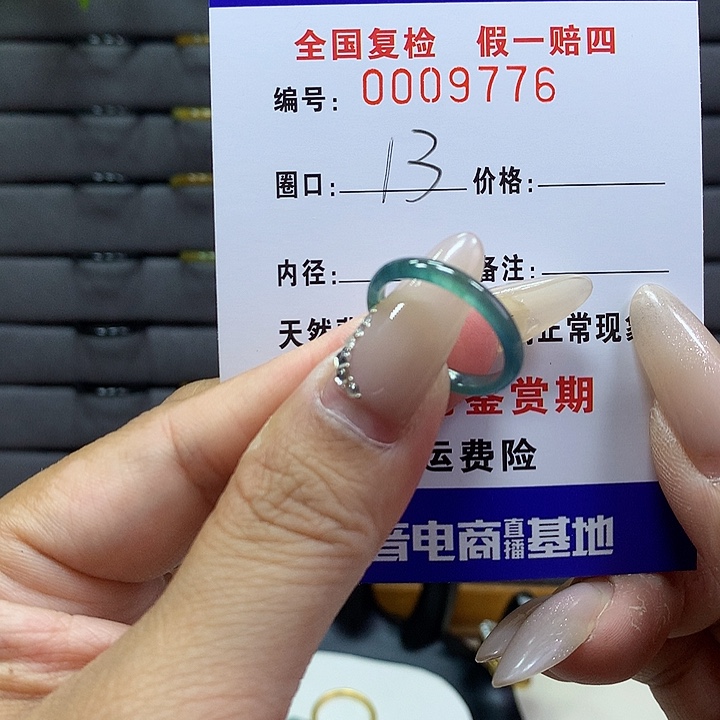 全国复检 假一赔四
编号: 0009776
圈口: 13 价格:
内径: 备注:
天然 正常现象
鉴赏期
运费险
音电商直播基地